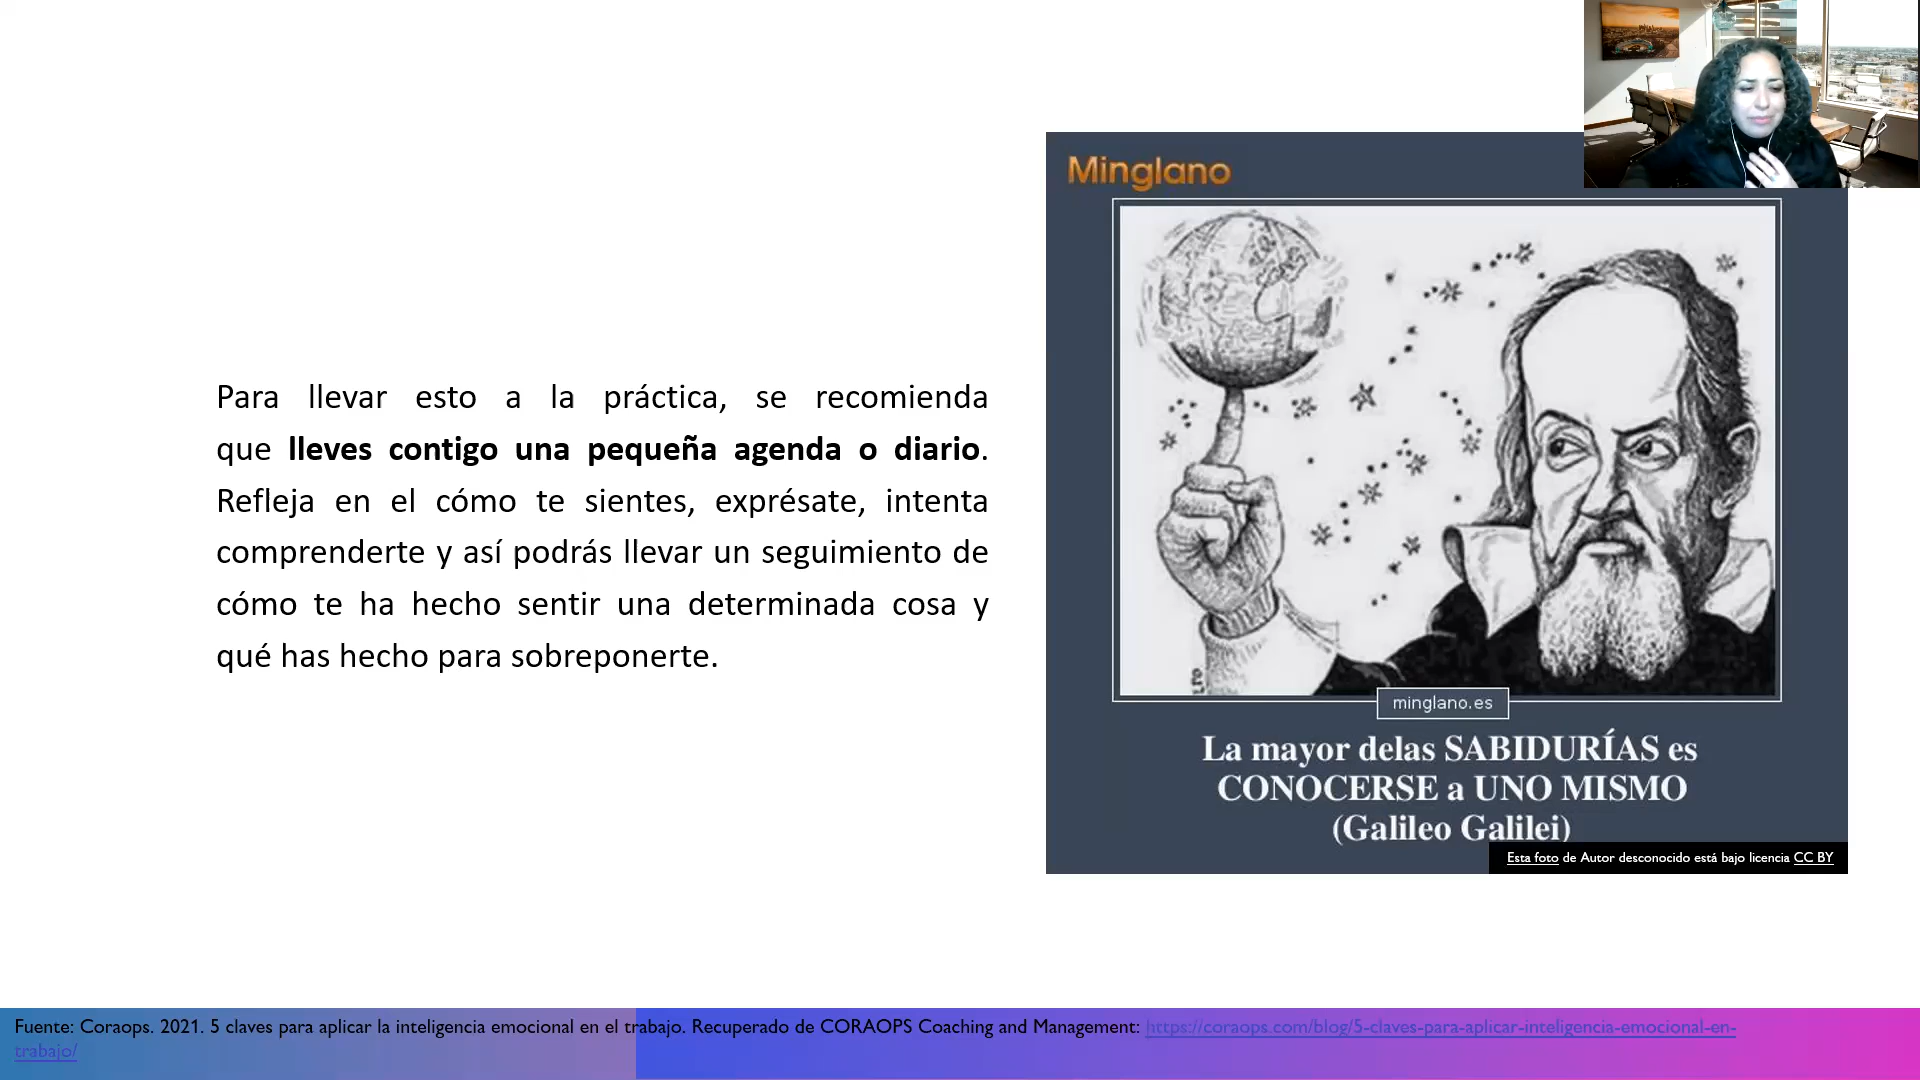 Para llevar esto a la práctica, se recomienda
que lleves contigo una pequeña agenda o diario.
Refleja en el cómo te sientes, exprésate, intenta
comprenderte y así podrás llevar un seguimiento de
cómo te ha hecho sentir una determinada cosa y
qué has hecho para sobreponerte.
Minglano
LFO
minglano.es
La mayor delas SABIDURÍAS es
CONOCERSE a UNO MISMO
(Galileo Galilei)
Esta foto de Autor desconocido está bajo licencia CC BY
Fuente: Coraops. 2021. 5 claves para aplicar la inteligencia emocional en el trabajo. Recuperado de CORAOPS Coaching and Management: https://coraops.com/blog/5-claves-para-aplicar-inteligencia-emocional-en-
trabajo/